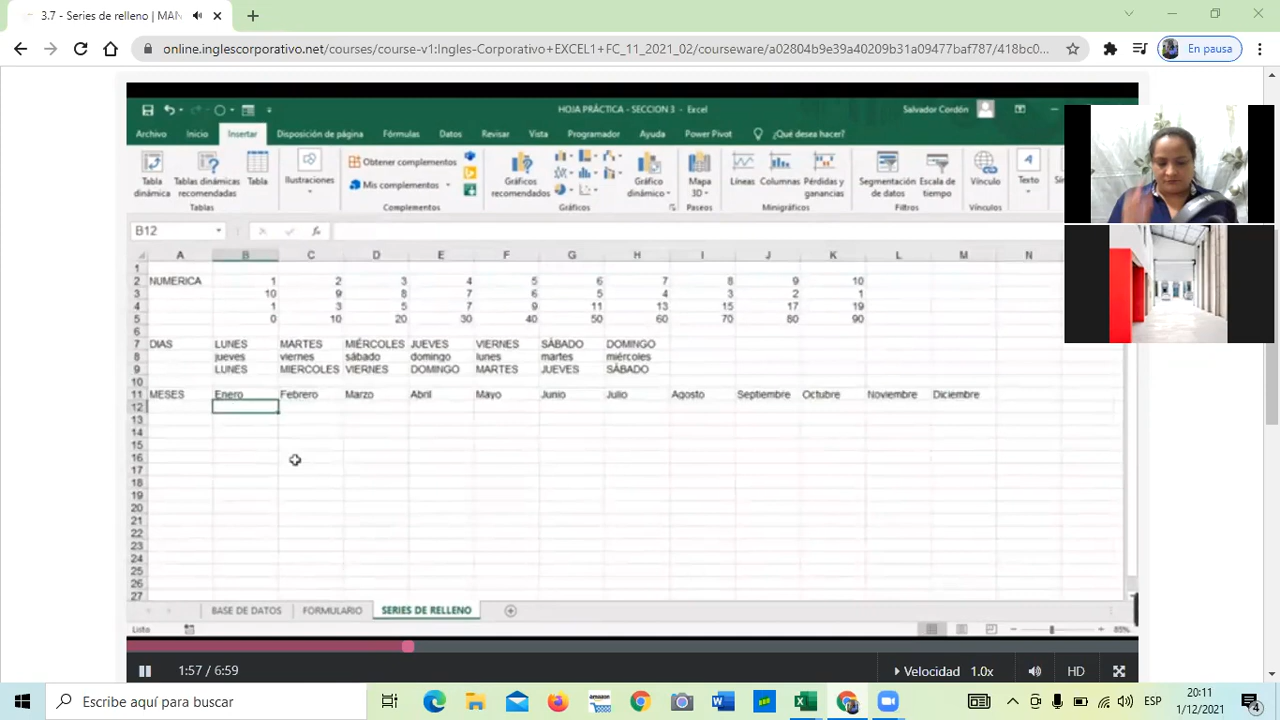 3.7 - Series de relleno | MAN
online.inglescorporativo.net/courses/course-v1:Ingles-Corporativo+EXCEL1+FC_11_2021_02/courseware/a02804b9e39a40209b31a09477baf787/418bc0...
En pausa
HOJA PRÁCTICA - SECCION 3 - Excel
Salvador Cordón
Archivo Inicio Insertar Disposición de página Fórmulas Datos Revisar Vista Programador Ayuda Power Pivot ¿Qué desea hacer?
Tabla dinámica
Tablas dinámicas recomendadas
Tabla
Tablas
Ilustraciones
Obtener complementos
Mis complementos
Complementos
Gráficos recomendados
Gráfico dinámico
Gráficos
Mapa 3D
Paseos
Líneas
Columnas
Pérdidas y ganancias
Minigráficos
Segmentación de datos
Escala de tiempo
Filtros
Vínculo
Vínculos
Texto
B12
fx
A B C D E F G H I J K L M N
1
2 NUMERICA 1 2 3 4 5 6 7 8 9 10
3 10 9 8 7 6 5 4 3 2 1
4 1 3 5 7 9 11 13 15 17 19
5 0 10 20 30 40 50 60 70 80 90
6
7 DIAS LUNES MARTES MIÉRCOLES JUEVES VIERNES SÁBADO DOMINGO
8 jueves viernes sábado domingo lunes martes miércoles
9 LUNES MIERCOLES VIERNES DOMINGO MARTES JUEVES SÁBADO
10
11 MESES Enero Febrero Marzo Abril Mayo Junio Julio Agosto Septiembre Octubre Noviembre Diciembre
12
13
14
15
16
17
18
19
20
21
22
23
24
25
26
27
BASE DE DATOS FORMULARIO SERIES DE RELLENO
Listo
85%
1:57 / 6:59
Velocidad 1.0x
HD
Escribe aquí para buscar
amazon
ESP
20:11
1/12/2021
4